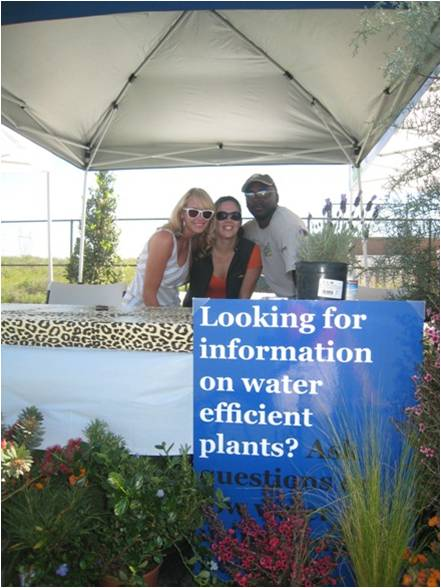 Looking for
information
on water
efficient
plants? Ask
questions